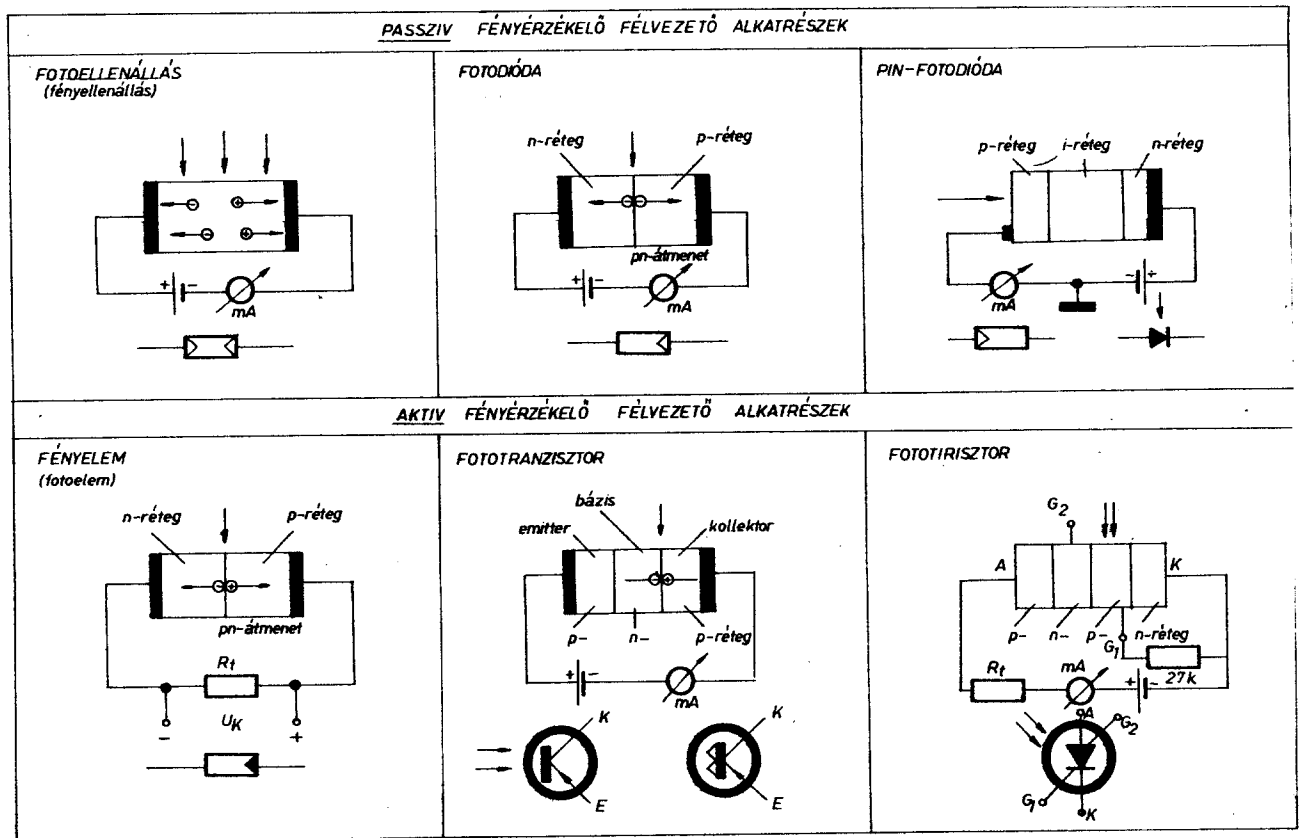 PASSZIV FÉNYÉRZÉKELŐ FÉLVEZETŐ ALKATRÉSZEK
FOTOELLENÁLLÁS
(fényellenállás)
+ -
mA
FOTODIÓDA
n-réteg p-réteg
pn-átmenet
+ -
mA
PIN-FOTODIÓDA
p-réteg i-réteg n-réteg
mA
- +
AKTIV FÉNYÉRZÉKELŐ FÉLVEZETŐ ALKATRÉSZEK
FÉNYELEM
(fotoelem)
n-réteg p-réteg
pn-átmenet
Rt
UK
- +
FOTOTRANZISZTOR
bázis
emitter kollektor
p- n- p-réteg
+ -
mA
K K
E E
FOTOTIRISZTOR
G2
A K
p- n- p- n-réteg
G1
Rt mA + - 27k
A G2
G1 K